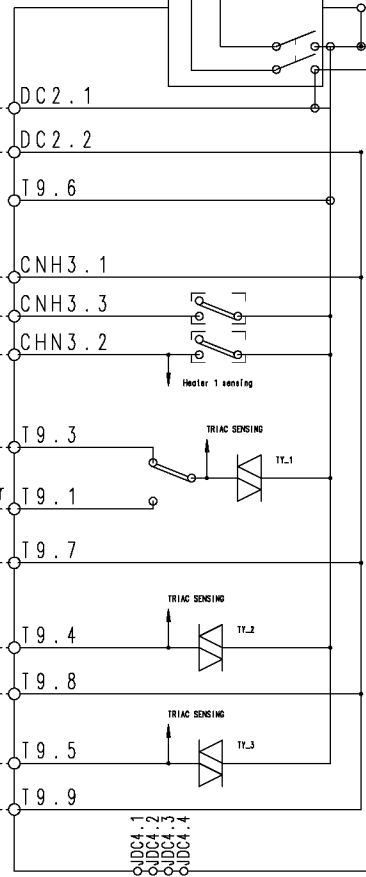 DC2.1
DC2.2
T9.6
CNH3.1
CNH3.3
CHN3.2
Heater 1 sensing
T9.3
TRIAC SENSING
TY_1
r T9.1
T9.7
TRIAC SENSING
T9.4
TY_2
T9.8
TRIAC SENSING
T9.5
TY_3
T9.9
JDC4.1
JDC4.2
JDC4.3
JDC4.4